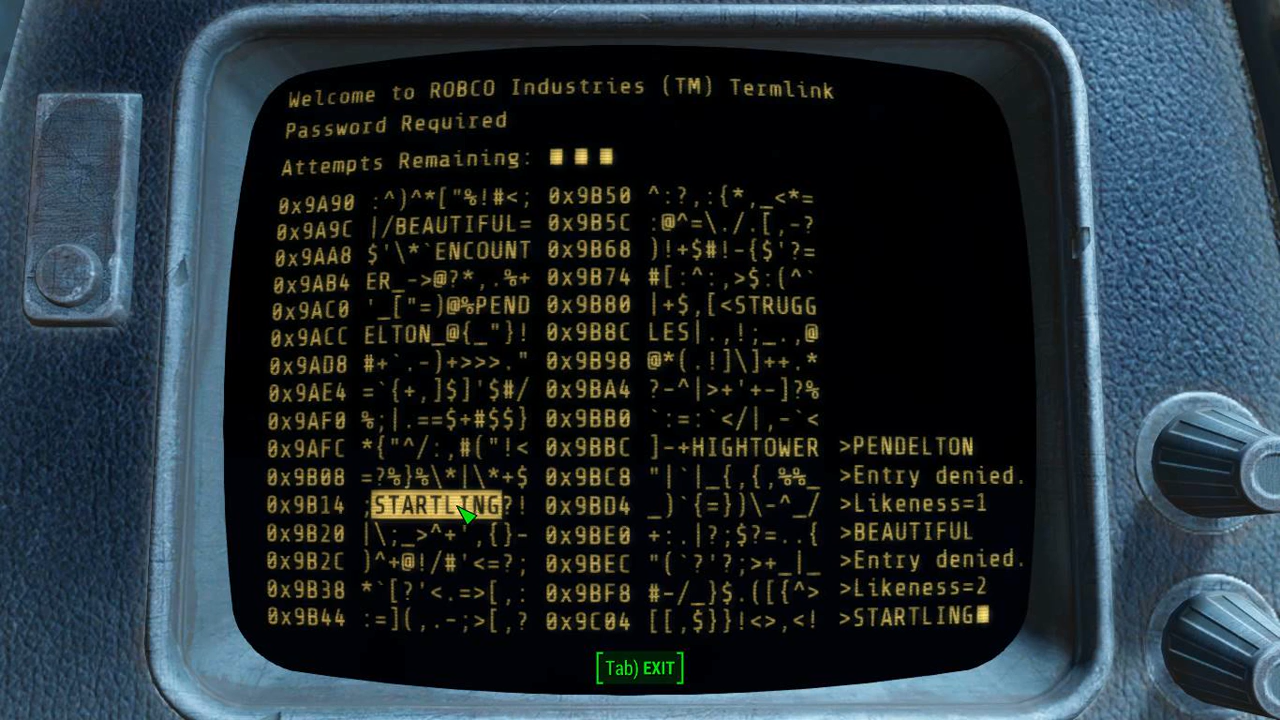 Welcome to ROBCO Industries (TM) Termlink
Password Required
Attempts Remaining: ■ ■ ■
0x9A90 :^)^*["%!#<; 0x9B50 ^:?,:{*,_<*=
0x9A9C |/BEAUTIFUL= 0x9B5C :@^=\./.[,-?
0x9AA8 $'\*`ENCOUNT 0x9B68 )!+$#!-{$'?=
0x9AB4 ER_->@?*,.%+ 0x9B74 #[:^:,>$:(^`
0x9AC0 '_["=)@%PEND 0x9B80 |+$,[<STRUGG
0x9ACC ELTON_@{_"}! 0x9B8C LES|.,!;_.,@
0x9AD8 #+`.-)+>>>." 0x9B98 @*(.!]\]++.*
0x9AE4 =`{+,]$]'$#/ 0x9BA4 ?-^|>+'+-]?%
0x9AF0 %;|.==$+#$$} 0x9BB0 `:=:`</|,-`<
0x9AFC *{"^/:,#("!< 0x9BBC ]-+HIGHTOWER >PENDELTON
0x9B08 =?%}%\*|\*+$ 0x9BC8 "|`|_{,{,%%_ >Entry denied.
0x9B14 ;STARTLING?! 0x9BD4 _)`{=})\-^_/ >Likeness=1
0x9B20 |\;_>^+',{}- 0x9BE0 +:.|?;$?=..{ >BEAUTIFUL
0x9B2C )^+@!/#'<=?; 0x9BEC "(`?'?;>+_|_ >Entry denied.
0x9B38 *`[?'<.=>[,: 0x9BF8 #-/_}$.([{^> >Likeness=2
0x9B44 :=](,.-;>[,? 0x9C04 [[,$}}!<>,<! >STARTLING■
Tab) EXIT